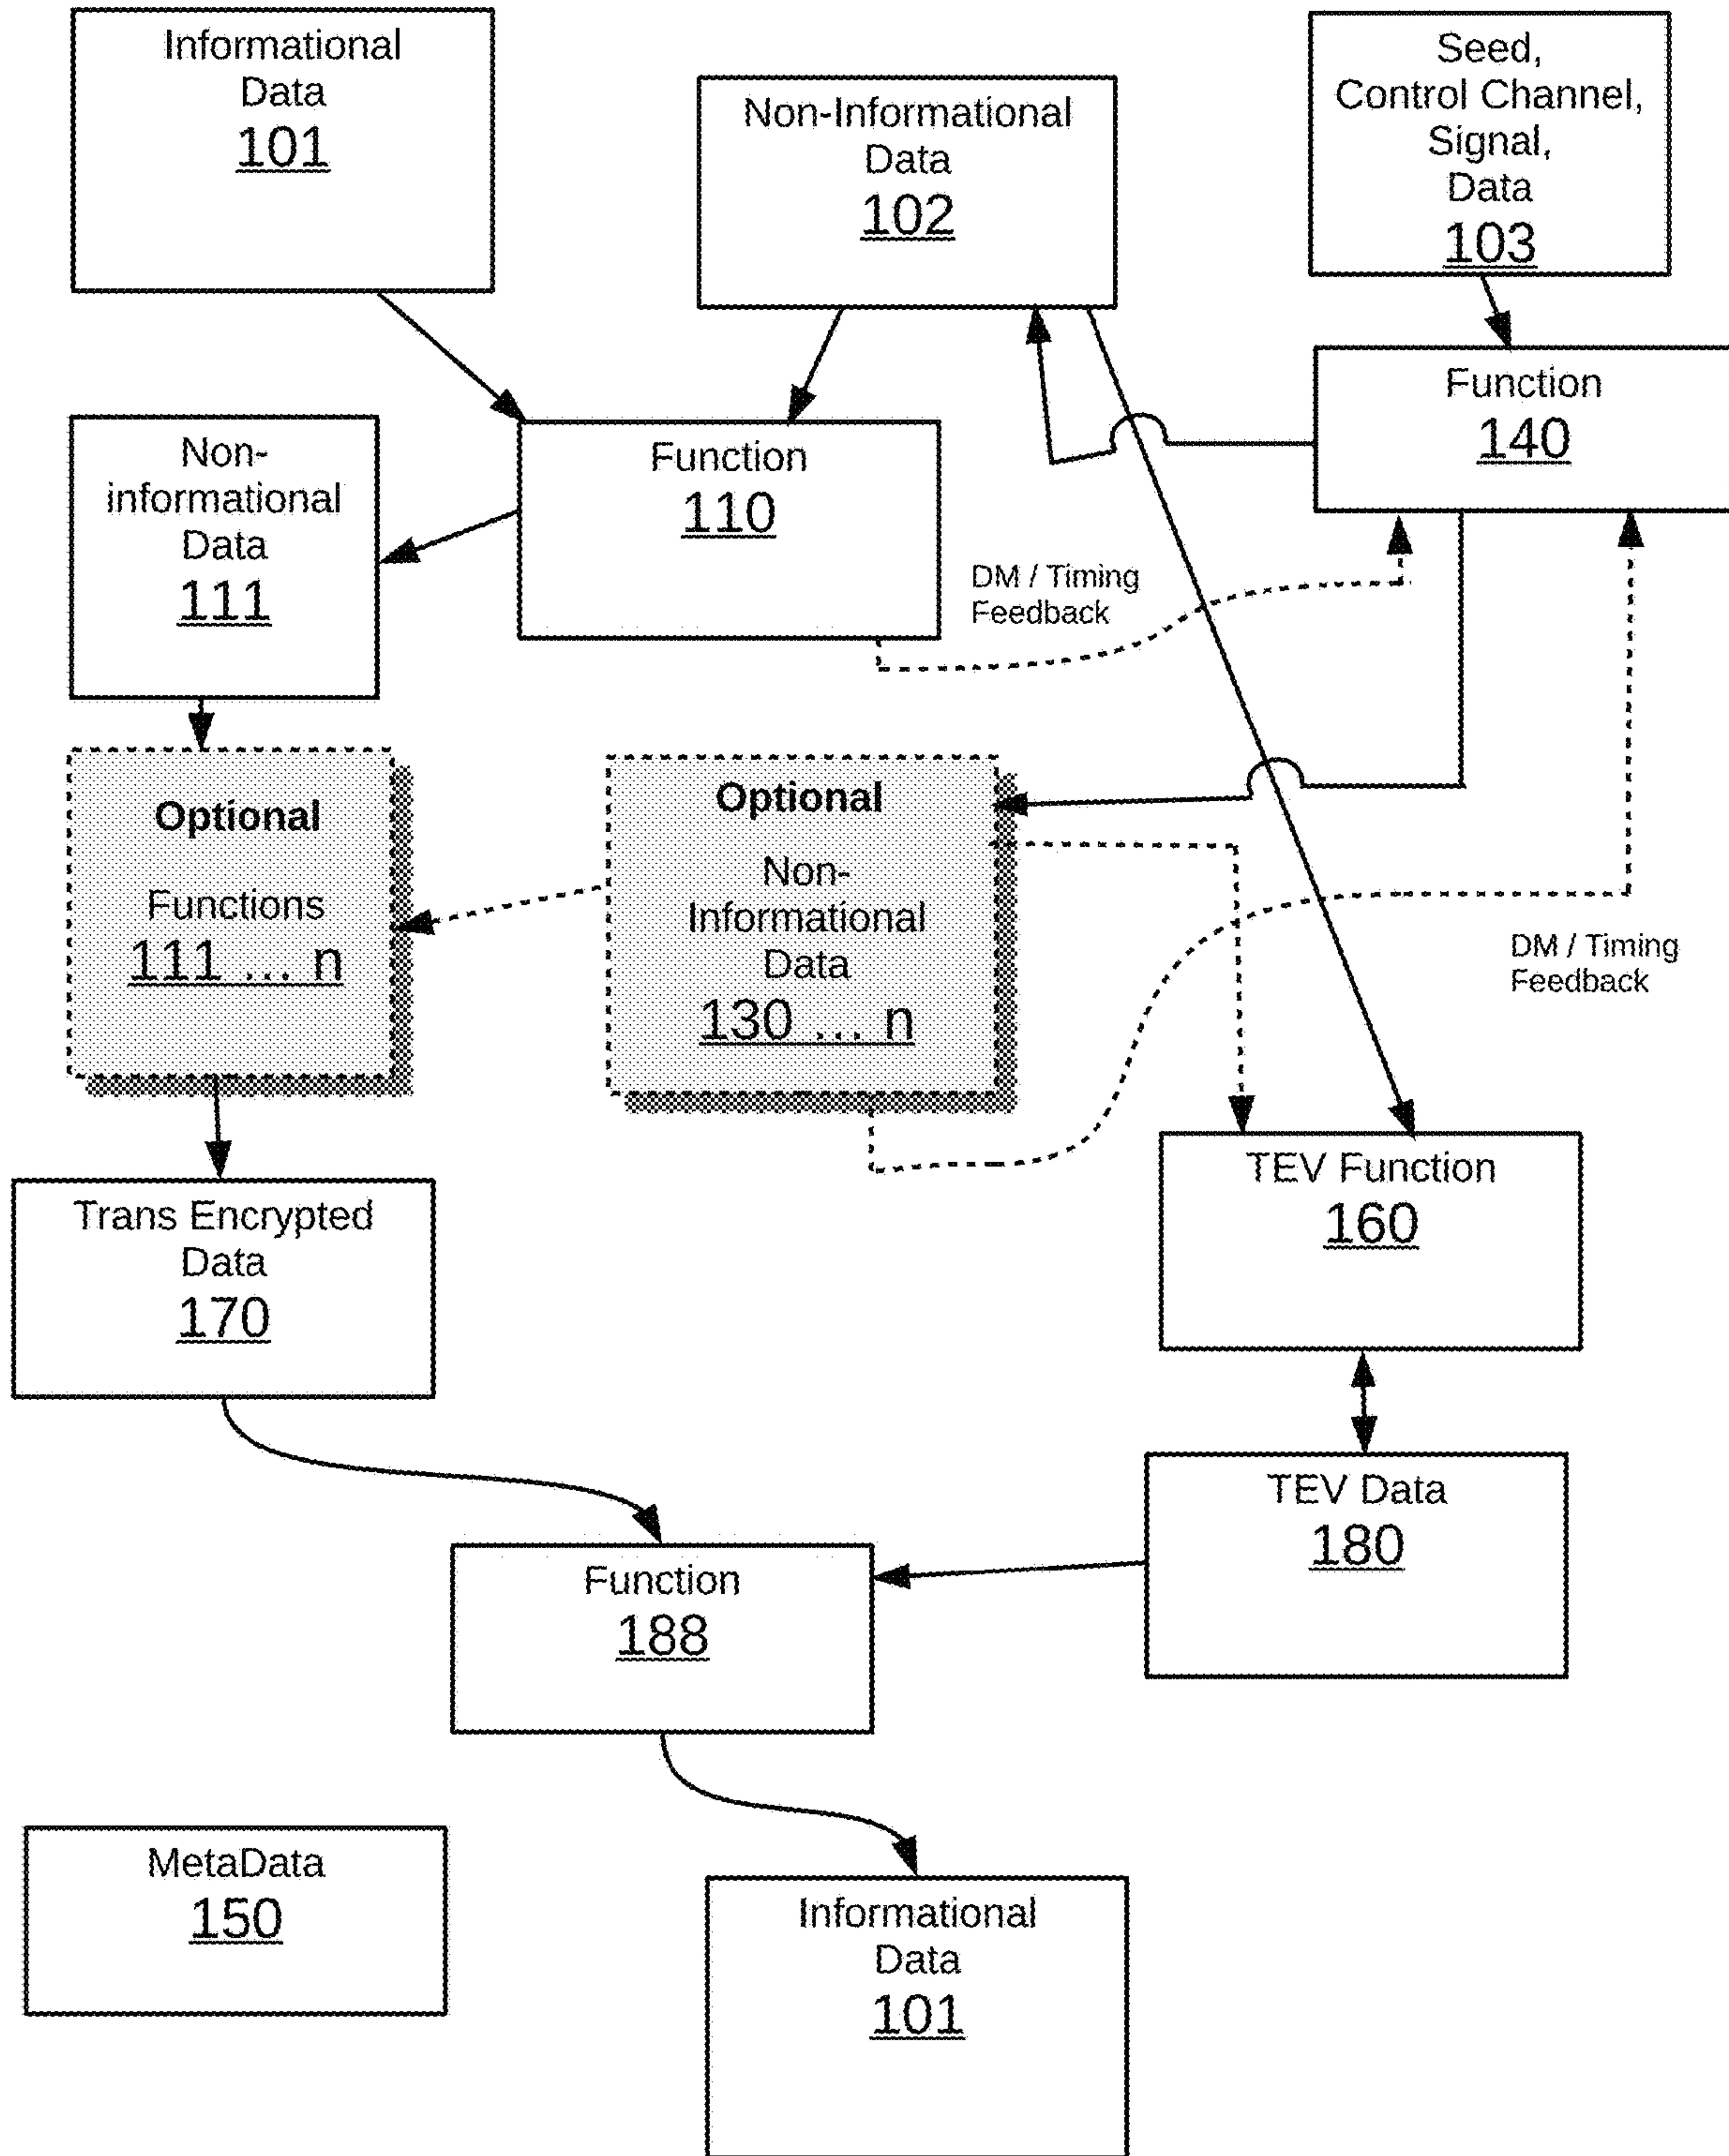 Informational
Data
101
Non-Informational
Data
102
Seed,
Control Channel,
Signal,
Data
103
Function
140
Non-
informational
Data
111
Function
110
DM / Timing
Feedback
Optional
Functions
111 ... n
Optional
Non-
Informational
Data
130 ... n
DM / Timing
Feedback
Trans Encrypted
Data
170
TEV Function
160
TEV Data
180
Function
188
MetaData
150
Informational
Data
101